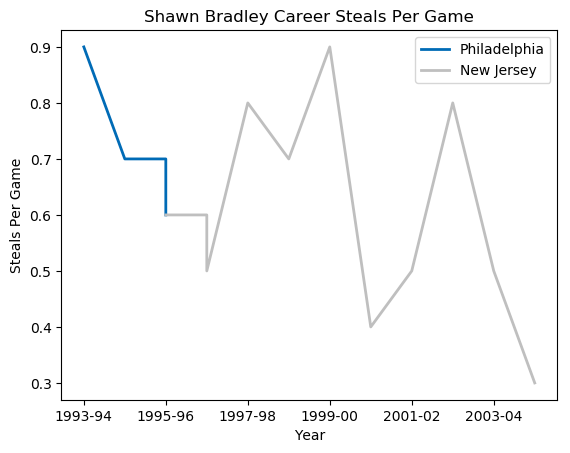 Shawn Bradley Career Steals Per Game
Philadelphia
New Jersey
Steals Per Game
0.9
0.8
0.7
0.6
0.5
0.4
0.3
1993-94 1995-96 1997-98 1999-00 2001-02 2003-04
Year